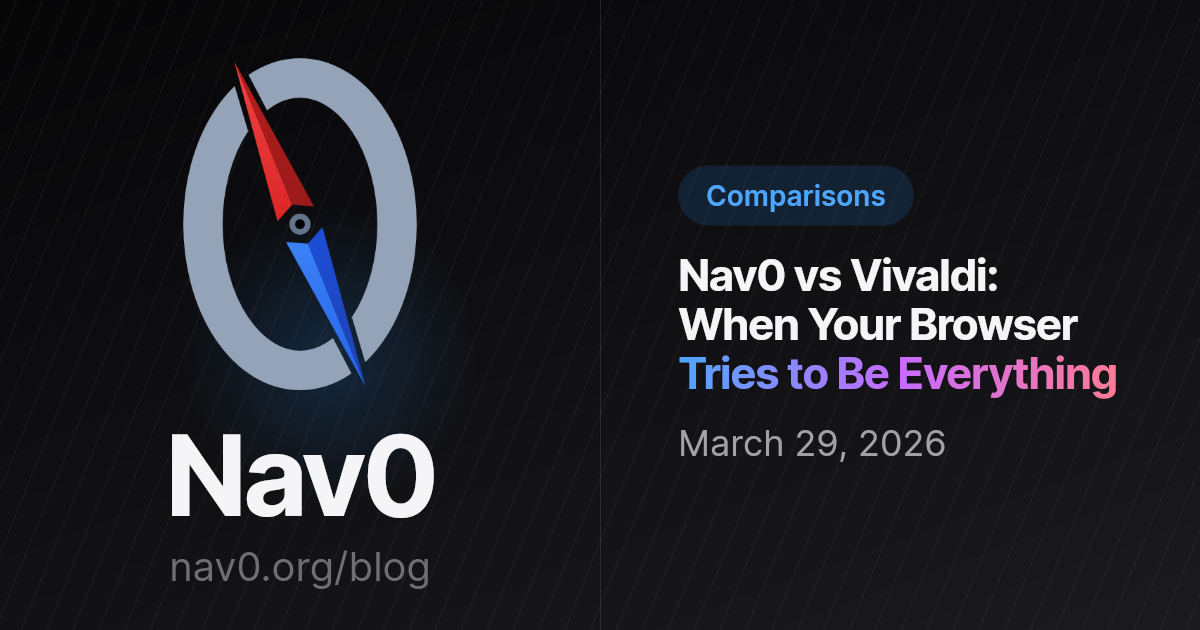 Nav0
nav0.org/blog
Comparisons
Nav0 vs Vivaldi:
When Your Browser
Tries to Be Everything
March 29, 2026